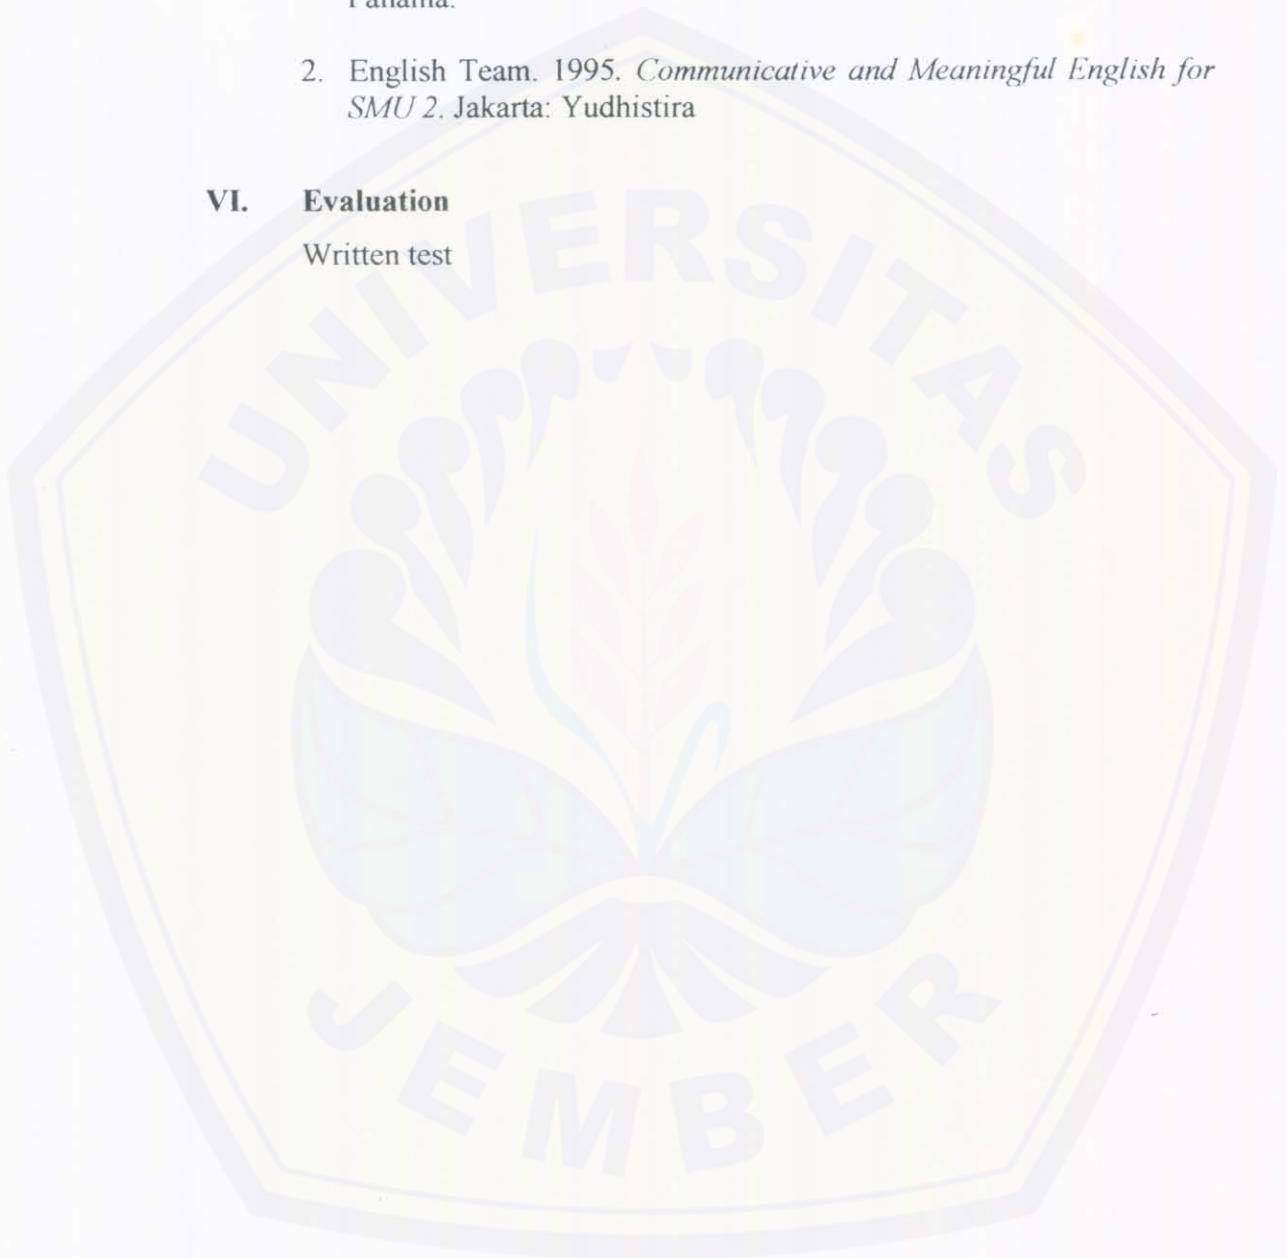 2. English Team. 1995. Communicative and Meaningful English for
SMU 2. Jakarta: Yudhistira
VI. Evaluation
Written test
UNIVERSITAS
JEMBER